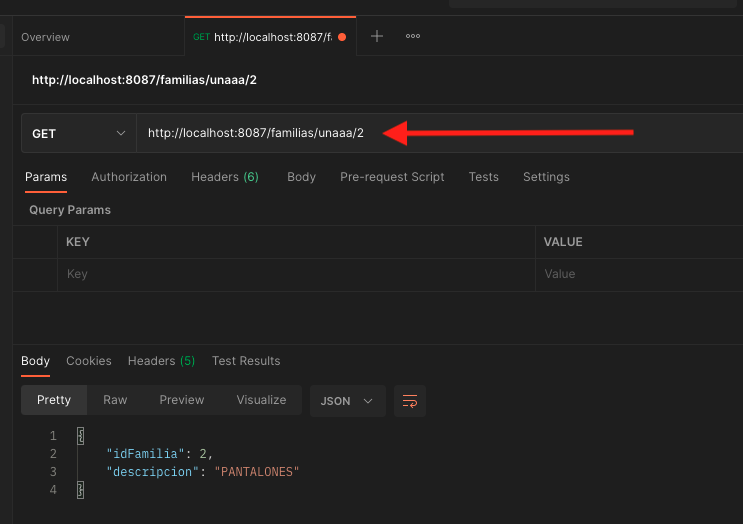 Overview
GET http://localhost:8087/f
http://localhost:8087/familias/unaaa/2
GET http://localhost:8087/familias/unaaa/2
Params Authorization Headers (6) Body Pre-request Script Tests Settings
Query Params
KEY VALUE
Key Value
Body Cookies Headers (5) Test Results
Pretty Raw Preview Visualize JSON
1 {
2 "idFamilia": 2,
3 "descripcion": "PANTALONES"
4 }